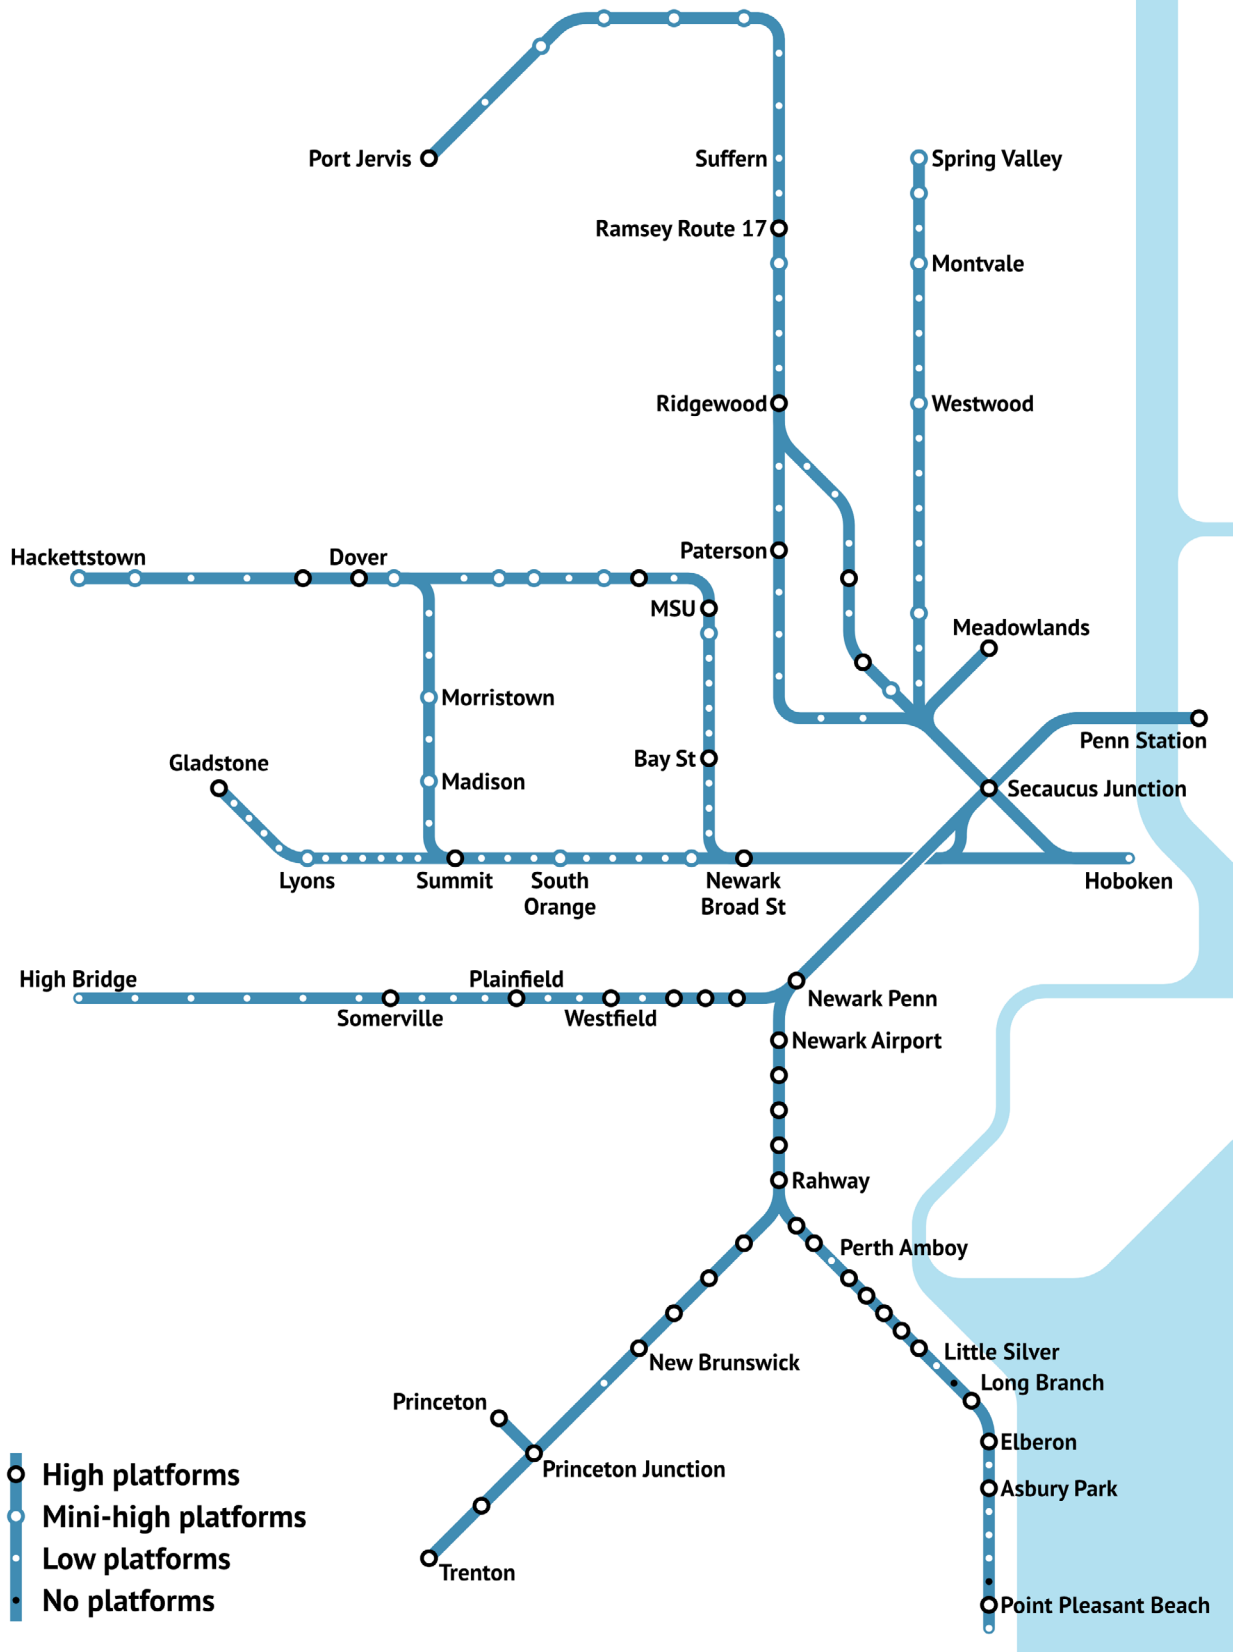 Port Jervis
Suffern
Spring Valley
Ramsey Route 17
Montvale
Ridgewood
Westwood
Hackettstown
Dover
Paterson
MSU
Meadowlands
Morristown
Penn Station
Bay St
Gladstone
Madison
Secaucus Junction
Lyons
Summit
South
Orange
Newark
Broad St
Hoboken
High Bridge
Plainfield
Somerville
Westfield
Newark Penn
Newark Airport
Rahway
Perth Amboy
New Brunswick
Little Silver
Long Branch
Princeton
Elberon
Princeton Junction
Asbury Park
Trenton
Point Pleasant Beach
High platforms
Mini-high platforms
Low platforms
No platforms